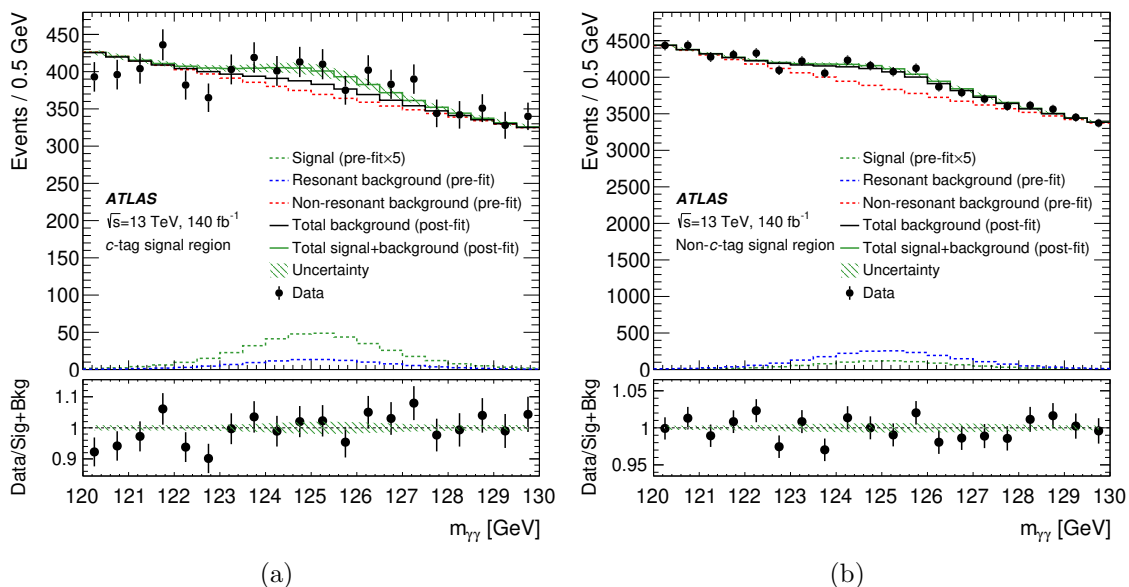 Events / 0.5 GeV
450
400
350
300
250
200
150
100
50
0
Signal (pre-fit×5)
Resonant background (pre-fit)
Non-resonant background (pre-fit)
Total background (post-fit)
Total signal+background (post-fit)
Uncertainty
Data
ATLAS
√s=13 TeV, 140 fb⁻¹
c-tag signal region
Data/Sig+Bkg
1.1
1
0.9
120 121 122 123 124 125 126 127 128 129 130
mγγ [GeV]
(a)
Events / 0.5 GeV
4500
4000
3500
3000
2500
2000
1500
1000
500
0
Signal (pre-fit×5)
Resonant background (pre-fit)
Non-resonant background (pre-fit)
Total background (post-fit)
Total signal+background (post-fit)
Uncertainty
Data
ATLAS
√s=13 TeV, 140 fb⁻¹
Non-c-tag signal region
Data/Sig+Bkg
1.05
1
0.95
120 121 122 123 124 125 126 127 128 129 130
mγγ [GeV]
(b)